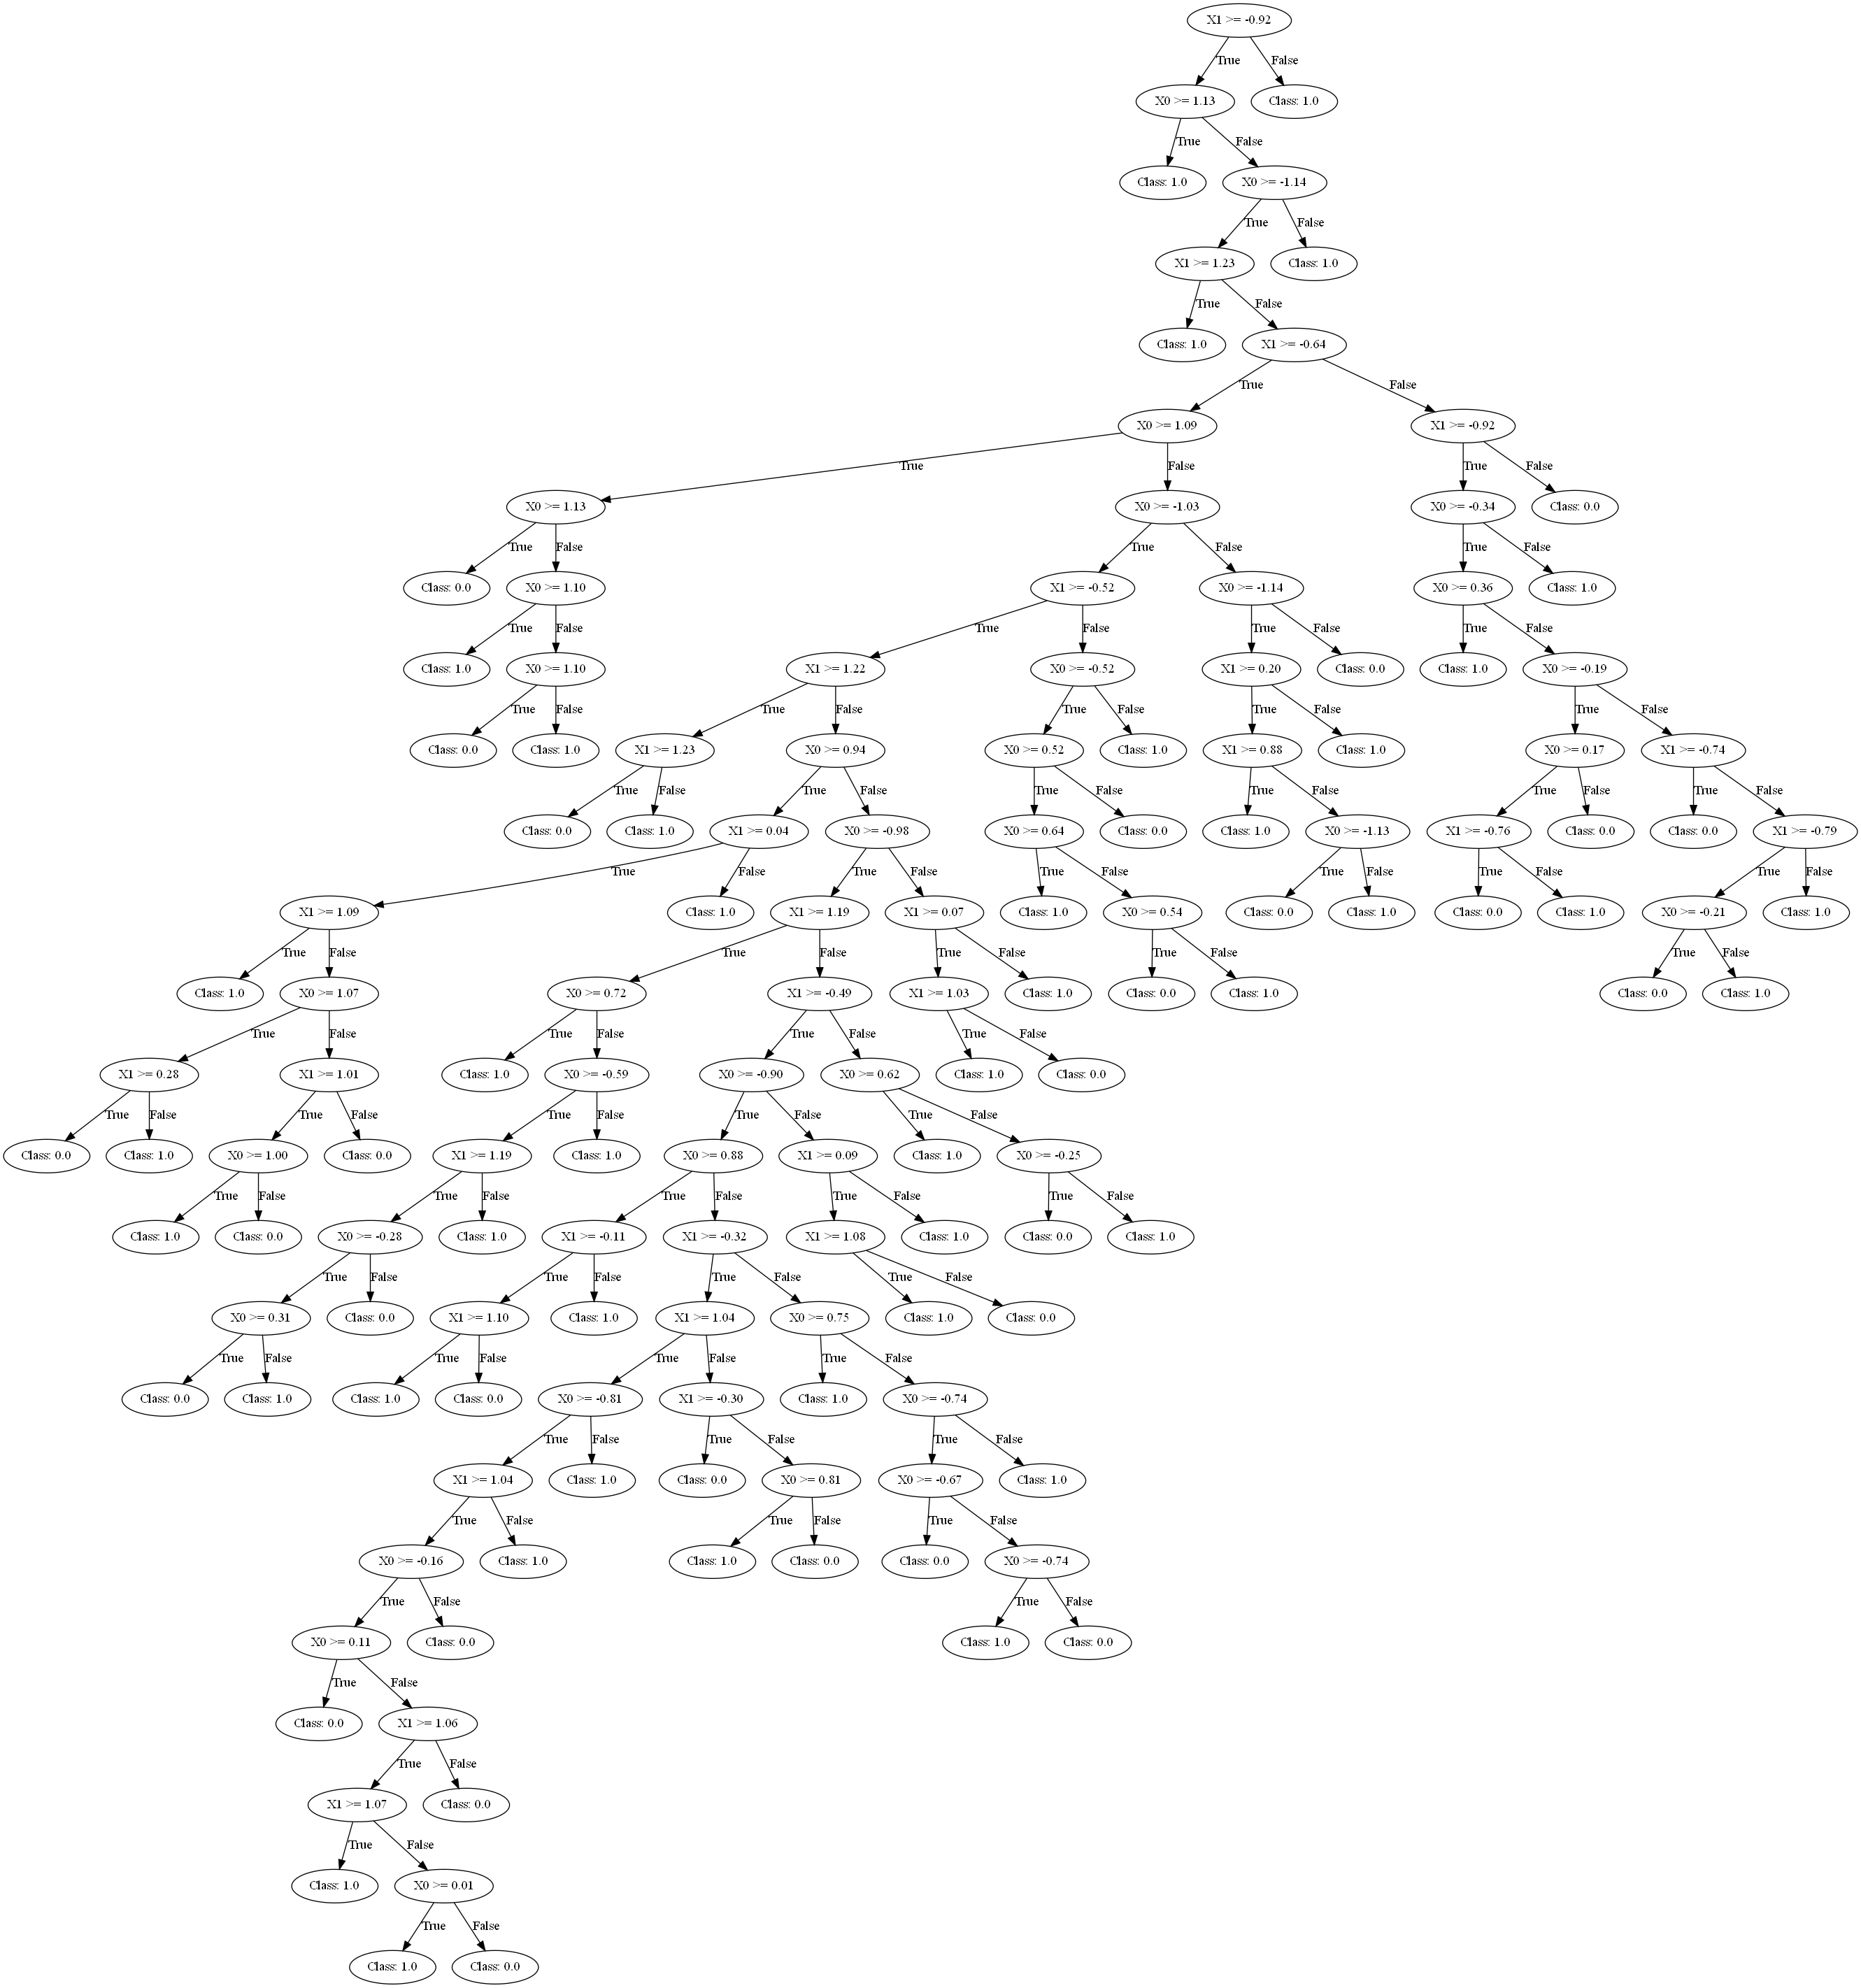 X1 >= -0.92
True
False
X0 >= 1.13
Class: 1.0
True
False
Class: 1.0
X0 >= -1.14
True
False
X1 >= 1.23
Class: 1.0
True
False
Class: 1.0
X1 >= -0.64
True
False
X0 >= 1.09
X1 >= -0.92
True
False
True
False
X0 >= 1.13
X0 >= -1.03
X0 >= -0.34
Class: 0.0
True
False
True
False
True
False
Class: 0.0
X0 >= 1.10
X1 >= -0.52
X0 >= -1.14
X0 >= 0.36
Class: 1.0
True
False
True
False
True
False
True
False
Class: 1.0
X0 >= 1.10
X1 >= 1.22
X0 >= -0.52
X1 >= 0.20
Class: 0.0
Class: 1.0
X0 >= -0.19
True
False
True
False
True
False
True
False
True
False
Class: 0.0
Class: 1.0
X1 >= 1.23
X0 >= 0.94
X0 >= 0.52
Class: 1.0
X1 >= 0.88
Class: 1.0
X0 >= 0.17
X1 >= -0.74
True
False
True
False
True
False
True
False
True
False
True
False
Class: 0.0
Class: 1.0
X1 >= 0.04
X0 >= -0.98
X0 >= 0.64
Class: 0.0
Class: 1.0
X0 >= -1.13
X1 >= -0.76
Class: 0.0
Class: 0.0
X1 >= -0.79
True
False
True
False
True
False
True
False
True
False
True
False
X1 >= 1.09
Class: 1.0
X1 >= 1.19
X1 >= 0.07
Class: 1.0
X0 >= 0.54
Class: 0.0
Class: 1.0
Class: 0.0
Class: 1.0
X0 >= -0.21
Class: 1.0
True
False
True
False
True
False
True
False
True
False
Class: 1.0
X0 >= 1.07
X0 >= 0.72
X1 >= -0.49
X1 >= 1.03
Class: 1.0
Class: 0.0
Class: 1.0
Class: 0.0
Class: 1.0
True
False
True
False
True
False
True
False
X1 >= 0.28
X1 >= 1.01
Class: 1.0
X0 >= -0.59
X0 >= -0.90
X0 >= 0.62
Class: 1.0
Class: 0.0
True
False
True
False
True
False
True
False
True
False
Class: 0.0
Class: 1.0
X0 >= 1.00
Class: 0.0
X1 >= 1.19
Class: 1.0
X0 >= 0.88
X1 >= 0.09
Class: 1.0
X0 >= -0.25
True
False
True
False
True
False
True
False
True
False
Class: 1.0
Class: 0.0
X0 >= -0.28
Class: 1.0
X1 >= -0.11
X1 >= -0.32
X1 >= 1.08
Class: 1.0
Class: 0.0
Class: 1.0
True
False
True
False
True
False
True
False
X0 >= 0.31
Class: 0.0
X1 >= 1.10
Class: 1.0
X1 >= 1.04
X0 >= 0.75
Class: 1.0
Class: 0.0
True
False
True
False
True
False
True
False
Class: 0.0
Class: 1.0
Class: 1.0
Class: 0.0
X0 >= -0.81
X1 >= -0.30
Class: 1.0
X0 >= -0.74
True
False
True
False
True
False
X1 >= 1.04
Class: 1.0
Class: 0.0
X0 >= 0.81
X0 >= -0.67
Class: 1.0
True
False
True
False
True
False
X0 >= -0.16
Class: 1.0
Class: 1.0
Class: 0.0
Class: 0.0
X0 >= -0.74
True
False
True
False
X0 >= 0.11
Class: 0.0
Class: 1.0
Class: 0.0
True
False
Class: 0.0
X1 >= 1.06
True
False
X1 >= 1.07
Class: 0.0
True
False
Class: 1.0
X0 >= 0.01
True
False
Class: 1.0
Class: 0.0